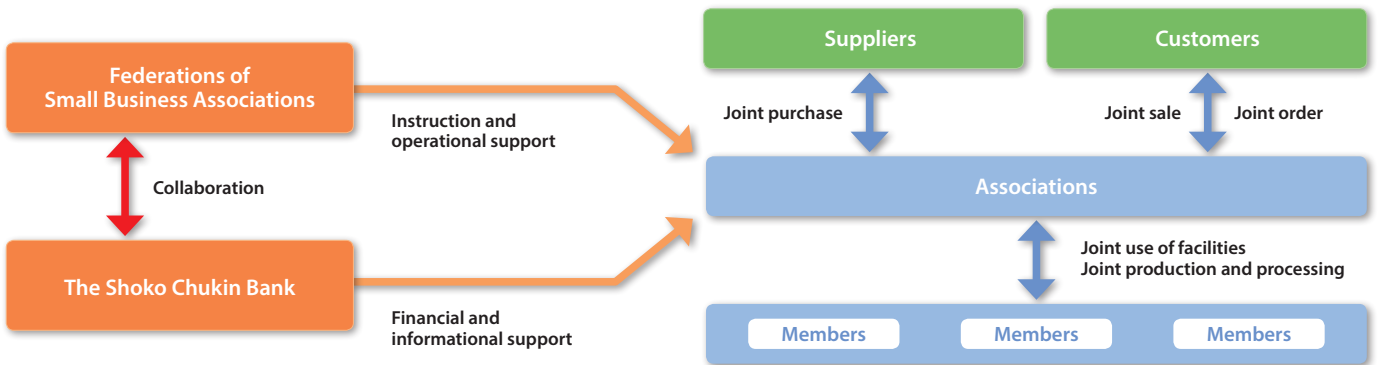 Federations of
Small Business Associations
Collaboration
The Shoko Chukin Bank
Instruction and
operational support
Financial and
informational support
Suppliers
Customers
Joint purchase
Joint sale
Joint order
Associations
Joint use of facilities
Joint production and processing
Members
Members
Members